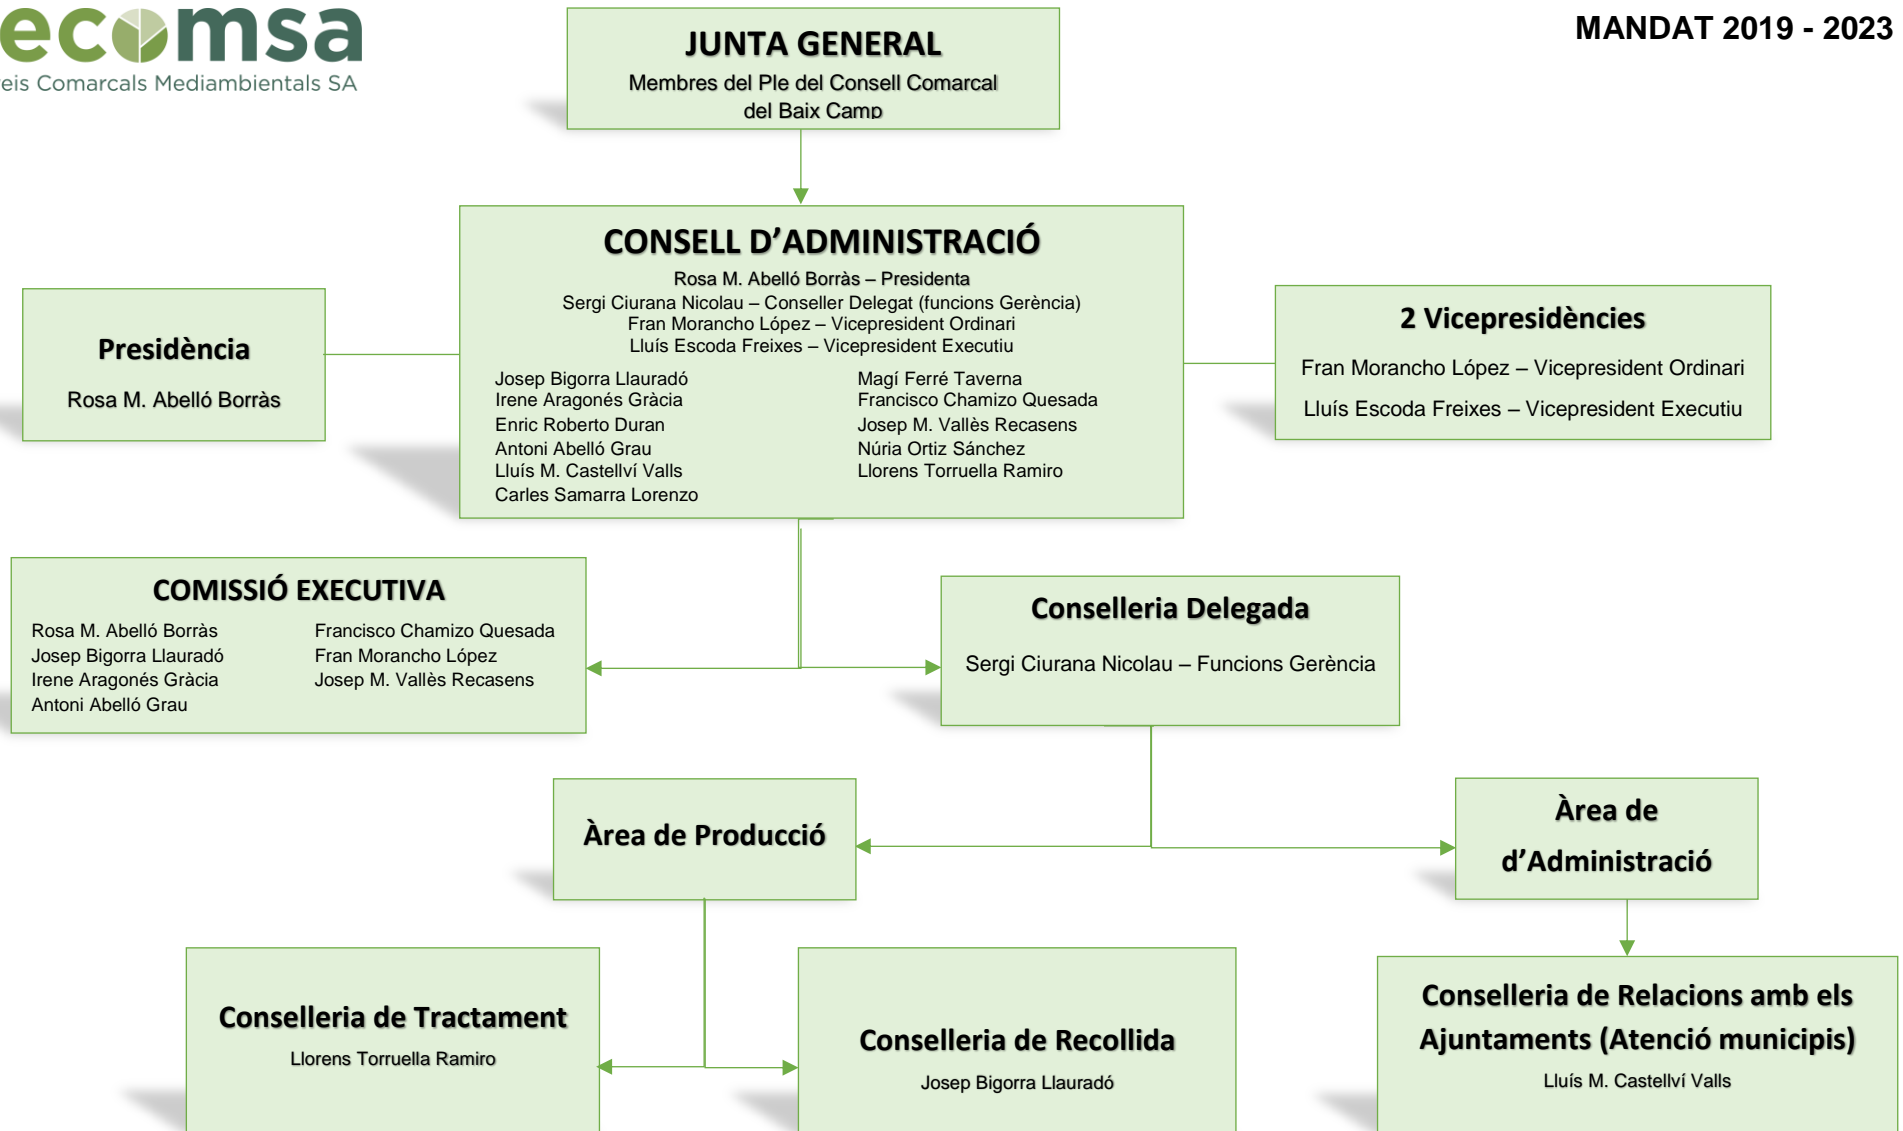 ecomsa
eis Comarcals Mediambientals SA
MANDAT 2019 - 2023
JUNTA GENERAL
Membres del Ple del Consell Comarcal
del Baix Camp
CONSELL D’ADMINISTRACIÓ
Rosa M. Abelló Borràs – Presidenta
Sergi Ciurana Nicolau – Conseller Delegat (funcions Gerència)
Fran Morancho López – Vicepresident Ordinari
Lluís Escoda Freixes – Vicepresident Executiu
Josep Bigorra Llauradó
Irene Aragonés Gràcia
Enric Roberto Duran
Antoni Abelló Grau
Lluís M. Castellví Valls
Carles Samarra Lorenzo
Magí Ferré Taverna
Francisco Chamizo Quesada
Josep M. Vallès Recasens
Núria Ortiz Sánchez
Llorens Torruella Ramiro
Presidència
Rosa M. Abelló Borràs
2 Vicepresidències
Fran Morancho López – Vicepresident Ordinari
Lluís Escoda Freixes – Vicepresident Executiu
COMISSIÓ EXECUTIVA
Rosa M. Abelló Borràs
Josep Bigorra Llauradó
Irene Aragonés Gràcia
Antoni Abelló Grau
Francisco Chamizo Quesada
Fran Morancho López
Josep M. Vallès Recasens
Conselleria Delegada
Sergi Ciurana Nicolau – Funcions Gerència
Àrea de Producció
Àrea de
d’Administració
Conselleria de Tractament
Llorens Torruella Ramiro
Conselleria de Recollida
Josep Bigorra Llauradó
Conselleria de Relacions amb els
Ajuntaments (Atenció municipis)
Lluís M. Castellví Valls